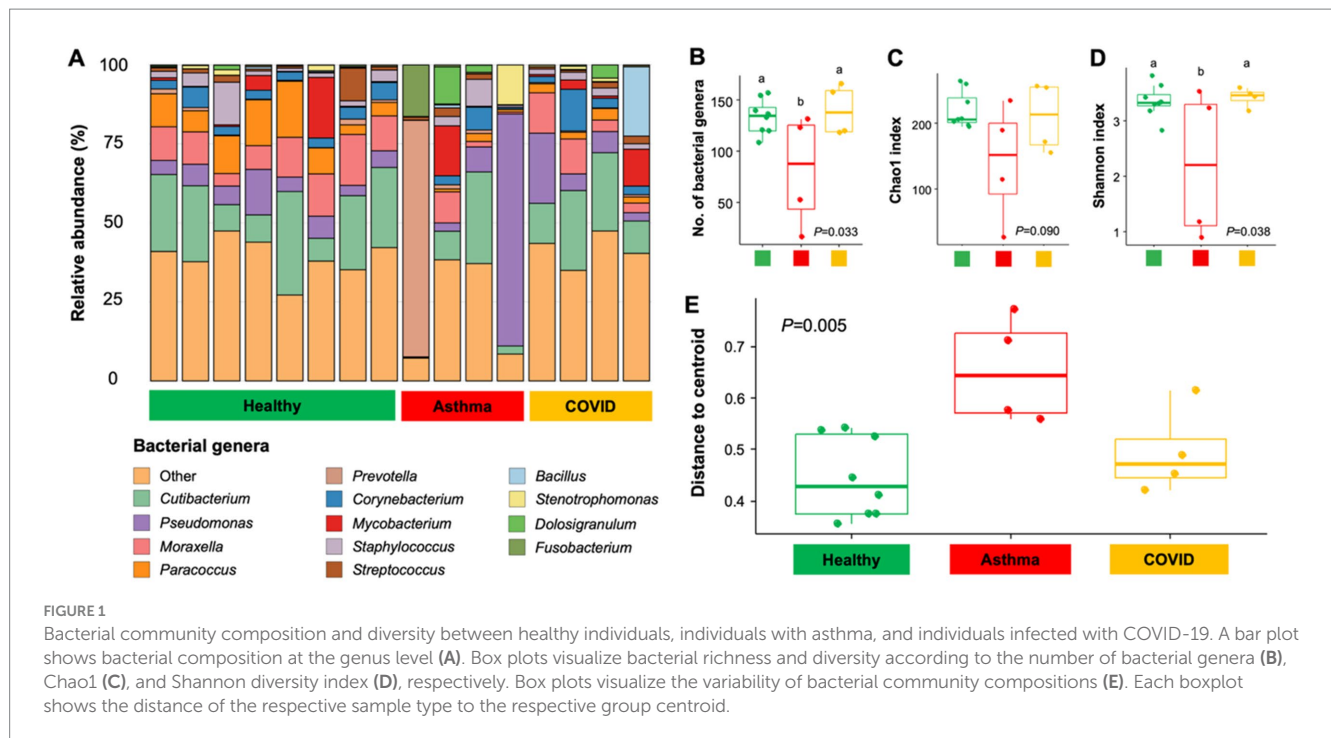 A
Relative abundance (%)
100
75
50
25
0
Healthy
Asthma
COVID
Bacterial genera
Other
Cutibacterium
Pseudomonas
Moraxella
Paracoccus
Prevotella
Corynebacterium
Mycobacterium
Staphylococcus
Streptococcus
Bacillus
Stenotrophomonas
Dolosigranulum
Fusobacterium
B
No. of bacterial genera
150
100
50
a
b
a
P=0.033
C
Chao1 index
200
100
P=0.090
D
Shannon index
3
2
1
a
b
a
P=0.038
E
Distance to centroid
0.7
0.6
0.5
0.4
P=0.005
Healthy
Asthma
COVID
FIGURE 1
Bacterial community composition and diversity between healthy individuals, individuals with asthma, and individuals infected with COVID-19. A bar plot
shows bacterial composition at the genus level (A). Box plots visualize bacterial richness and diversity according to the number of bacterial genera (B),
Chao1 (C), and Shannon diversity index (D), respectively. Box plots visualize the variability of bacterial community compositions (E). Each boxplot
shows the distance of the respective sample type to the respective group centroid.